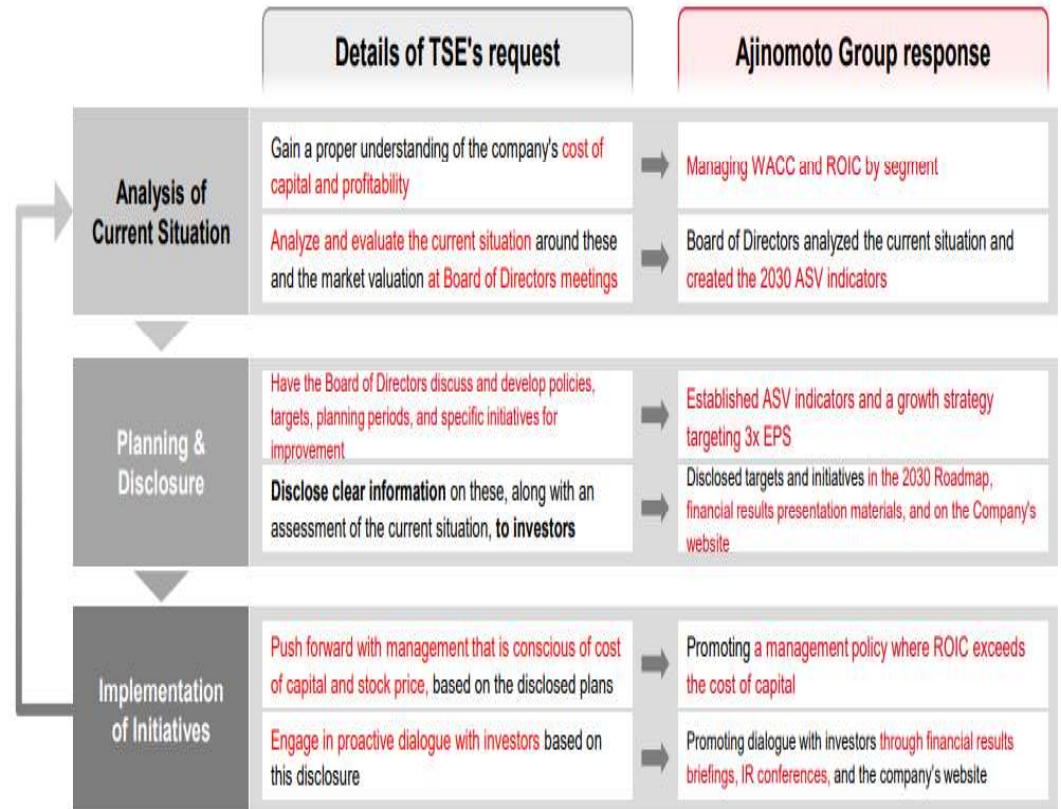 Details of TSE's request
Ajinomoto Group response
Analysis of
Current Situation
Gain a proper understanding of the company's cost of
capital and profitability
Managing WACC and ROIC by segment
Analyze and evaluate the current situation around these
and the market valuation at Board of Directors meetings
Board of Directors analyzed the current situation and
created the 2030 ASV indicators
Planning &
Disclosure
Have the Board of Directors discuss and develop policies,
targets, planning periods, and specific initiatives for
improvement
Established ASV indicators and a growth strategy
targeting 3x EPS
Disclose clear information on these, along with an
assessment of the current situation, to investors
Disclosed targets and initiatives in the 2030 Roadmap,
financial results presentation materials, and on the Company's
website
Implementation
of Initiatives
Push forward with management that is conscious of cost
of capital and stock price, based on the disclosed plans
Promoting a management policy where ROIC exceeds
the cost of capital
Engage in proactive dialogue with investors based on
this disclosure
Promoting dialogue with investors through financial results
briefings, IR conferences, and the company's website